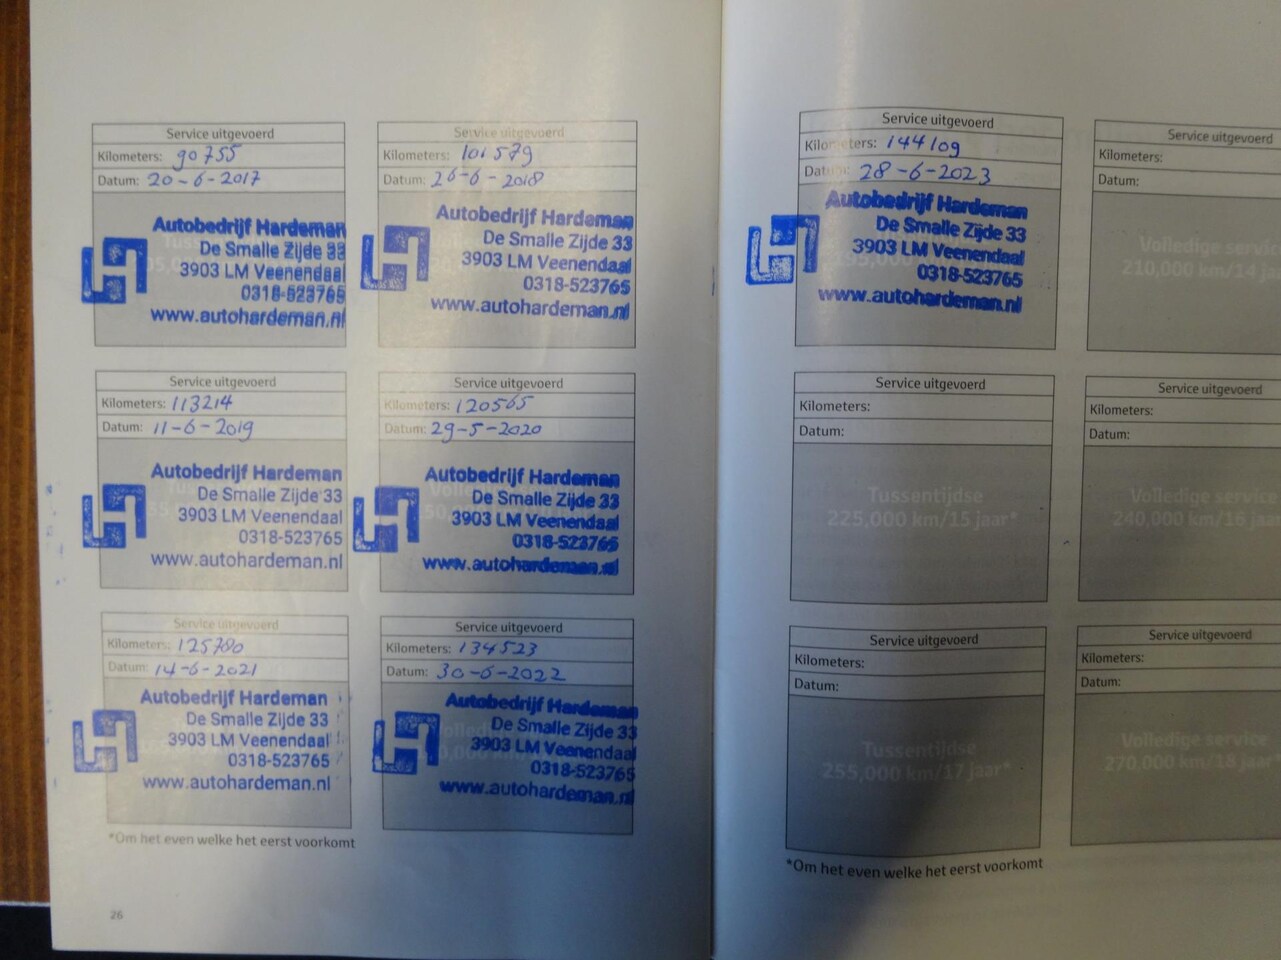 Service uitgevoerd
Kilometers: 90755
Datum: 20-6-2017
Autobedrijf Hardeman
De Smalle Zijde 33
3903 LM Veenendaal
0318-523765
www.autohardeman.nl
Service uitgevoerd
Kilometers: 101579
Datum: 26-6-2018
Autobedrijf Hardeman
De Smalle Zijde 33
3903 LM Veenendaal
0318-523765
www.autohardeman.nl
Service uitgevoerd
Kilometers: 113214
Datum: 11-6-2019
Autobedrijf Hardeman
De Smalle Zijde 33
3903 LM Veenendaal
0318-523765
www.autohardeman.nl
Service uitgevoerd
Kilometers: 120565
Datum: 29-5-2020
Autobedrijf Hardeman
De Smalle Zijde 33
3903 LM Veenendaal
0318-523765
www.autohardeman.nl
Service uitgevoerd
Kilometers: 125780
Datum: 14-6-2021
Autobedrijf Hardeman
De Smalle Zijde 33
3903 LM Veenendaal
0318-523765
www.autohardeman.nl
Service uitgevoerd
Kilometers: 134523
Datum: 30-6-2022
Autobedrijf Hardeman
De Smalle Zijde 33
3903 LM Veenendaal
0318-523765
www.autohardeman.nl
*Om het even welke het eerst voorkomt
26
Service uitgevoerd
Kilometers: 144109
Datum: 28-6-2023
Autobedrijf Hardeman
De Smalle Zijde 33
3903 LM Veenendaal
0318-523765
www.autohardeman.nl
Service uitgevoerd
Kilometers:
Datum:
Volledige service
210,000 km/14 ja
Service uitgevoerd
Kilometers:
Datum:
Tussentijdse
225,000 km/15 jaar*
Service uitgevoerd
Kilometers:
Datum:
Volledige service
240,000 km/16 jaar
Service uitgevoerd
Kilometers:
Datum:
Tussentijdse
255,000 km/17 jaar*
Service uitgevoerd
Kilometers:
Datum:
Volledige service
270,000 km/18 jaar*
*Om het even welke het eerst voorkomt